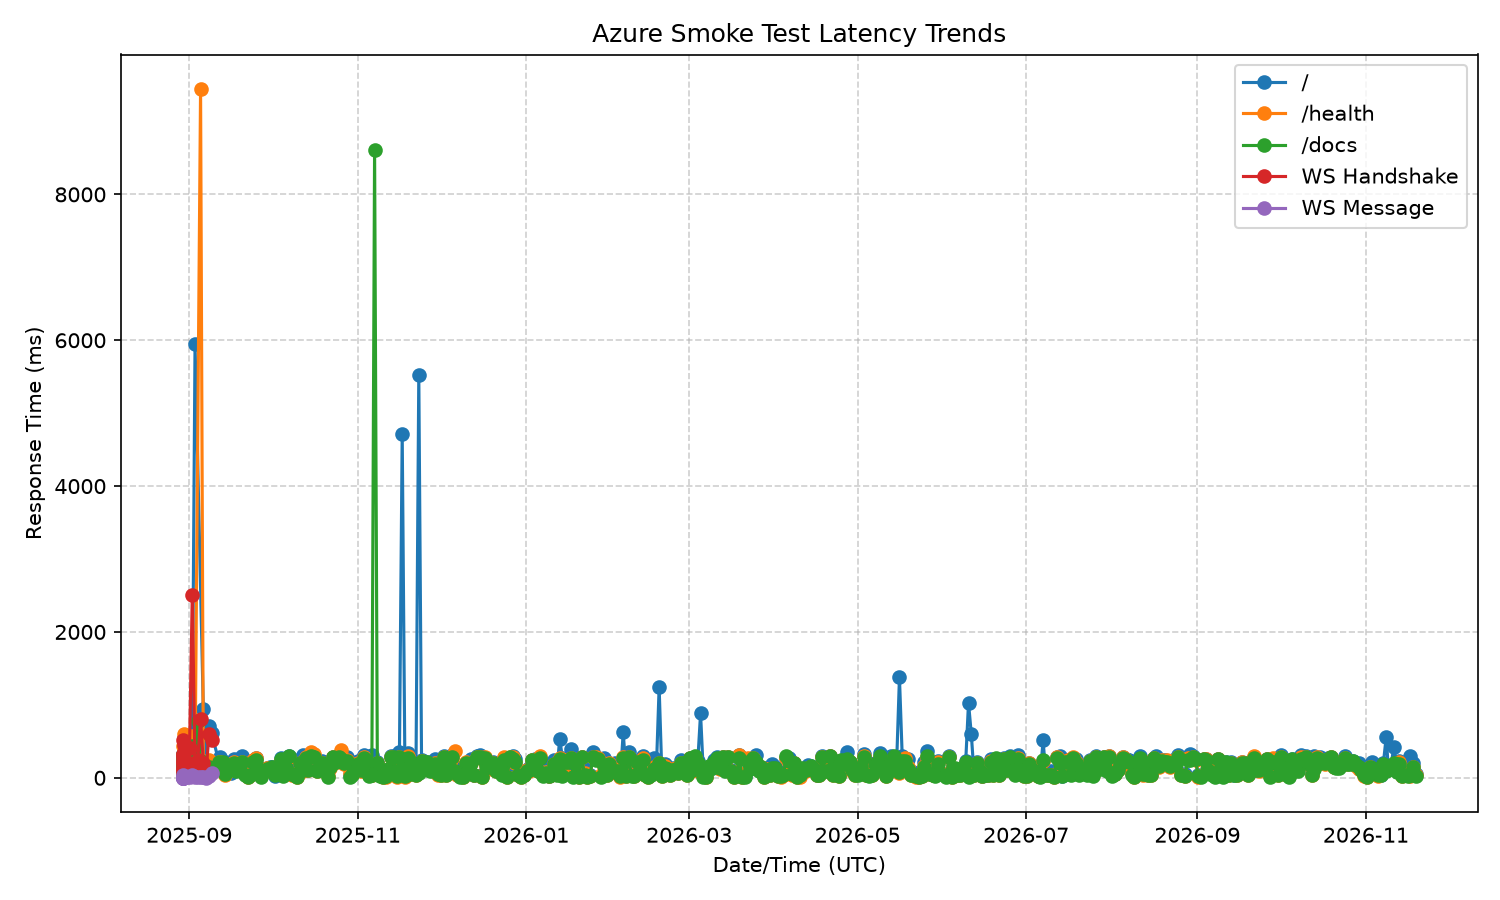 Azure Smoke Test Latency Trends
/
/health
/docs
WS Handshake
WS Message
Response Time (ms)
8000
6000
4000
2000
0
2025-09 2025-11 2026-01 2026-03 2026-05 2026-07 2026-09 2026-11
Date/Time (UTC)